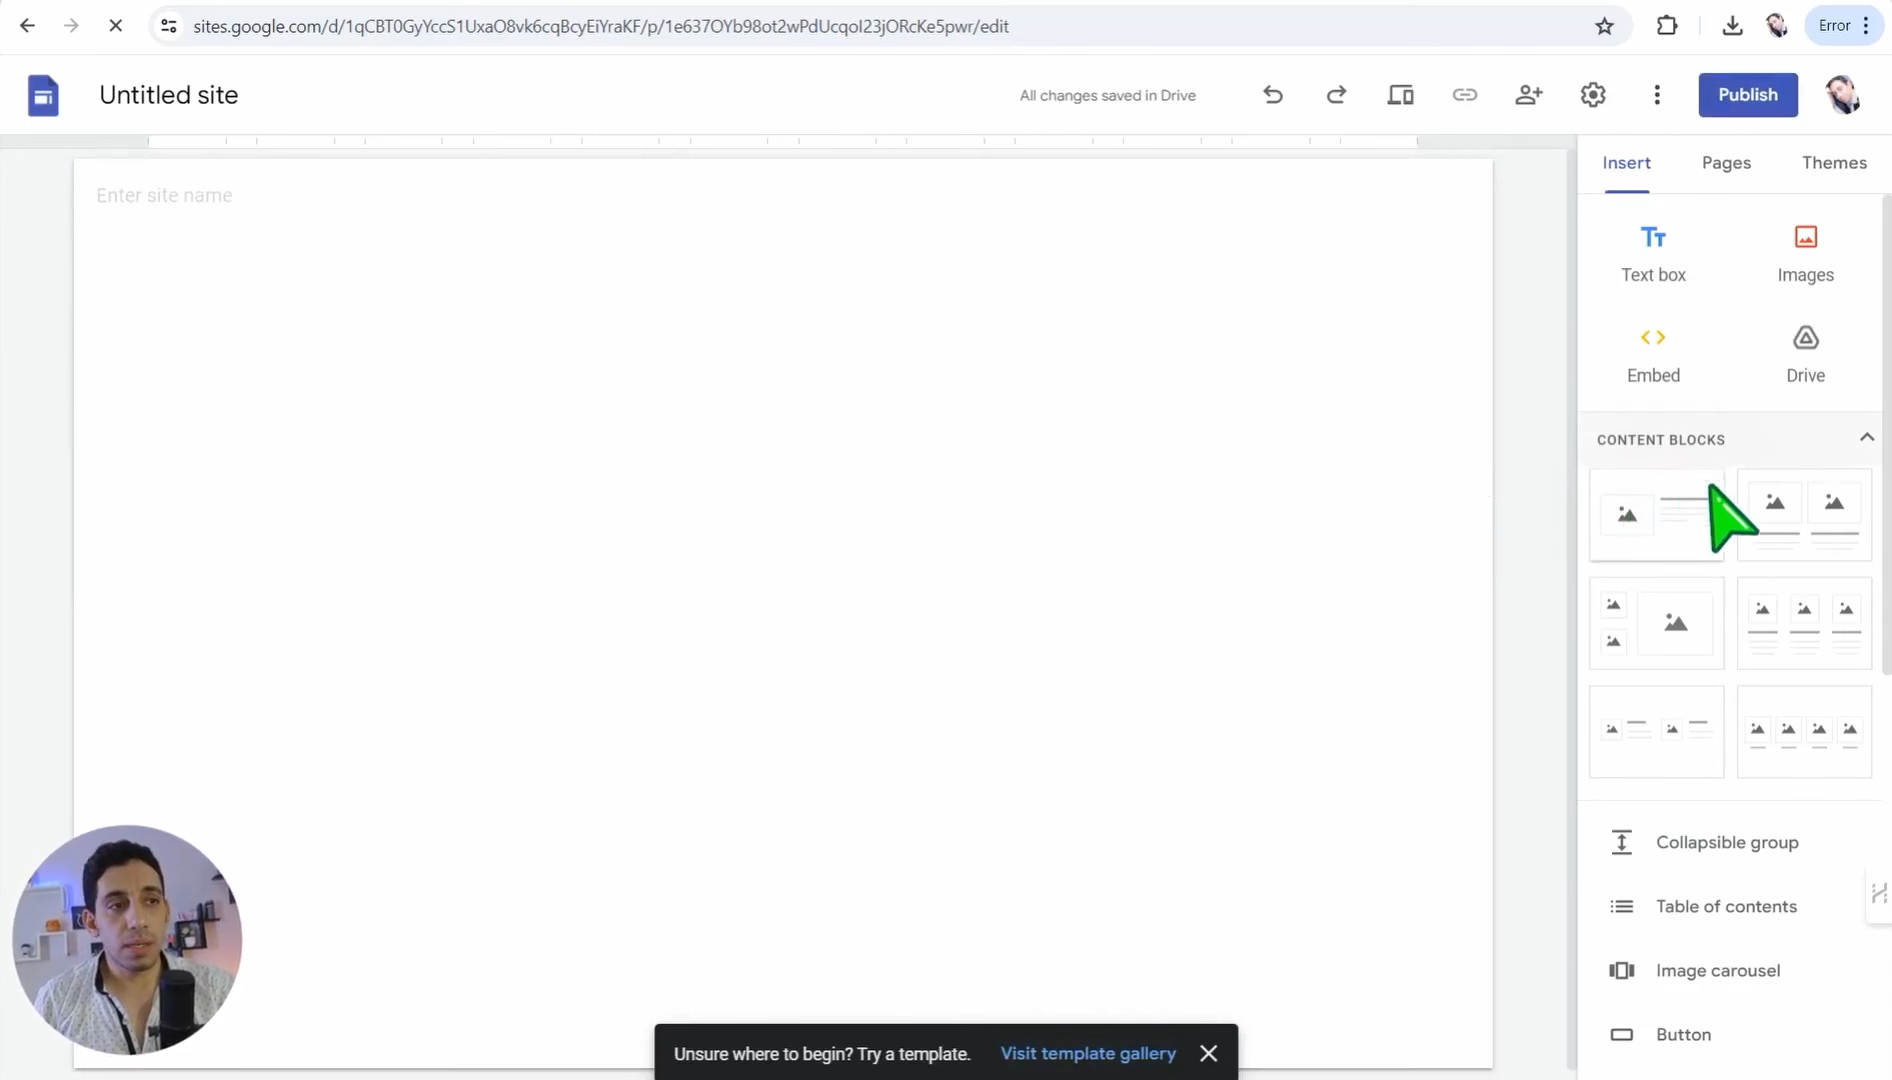 sites.google.com/d/1qCBT0GyYccS1UxaO8vk6cqBcyEiYraKF/p/1e637OYb98ot2wPdUcqoI23jORcKe5pwr/edit
Error
Untitled site
All changes saved in Drive
Publish
Insert
Pages
Themes
Enter site name
Text box
Images
Embed
Drive
CONTENT BLOCKS
Collapsible group
Table of contents
Image carousel
Button
Unsure where to begin? Try a template.
Visit template gallery